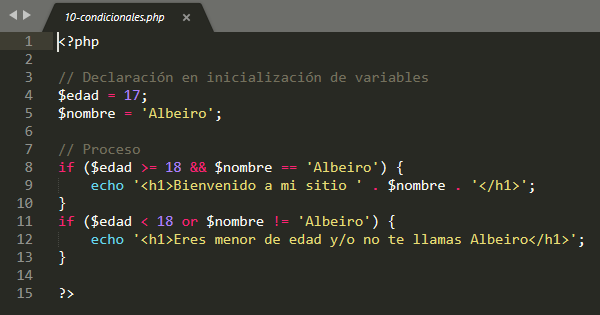 10-condicionales.php ×
1 <?php
2
3 // Declaración en inicialización de variables
4 $edad = 17;
5 $nombre = 'Albeiro';
6
7 // Proceso
8 if ($edad >= 18 && $nombre == 'Albeiro') {
9     echo '<h1>Bienvenido a mi sitio ' . $nombre . '</h1>';
10 }
11 if ($edad < 18 or $nombre != 'Albeiro') {
12     echo '<h1>Eres menor de edad y/o no te llamas Albeiro</h1>';
13 }
14
15 ?>